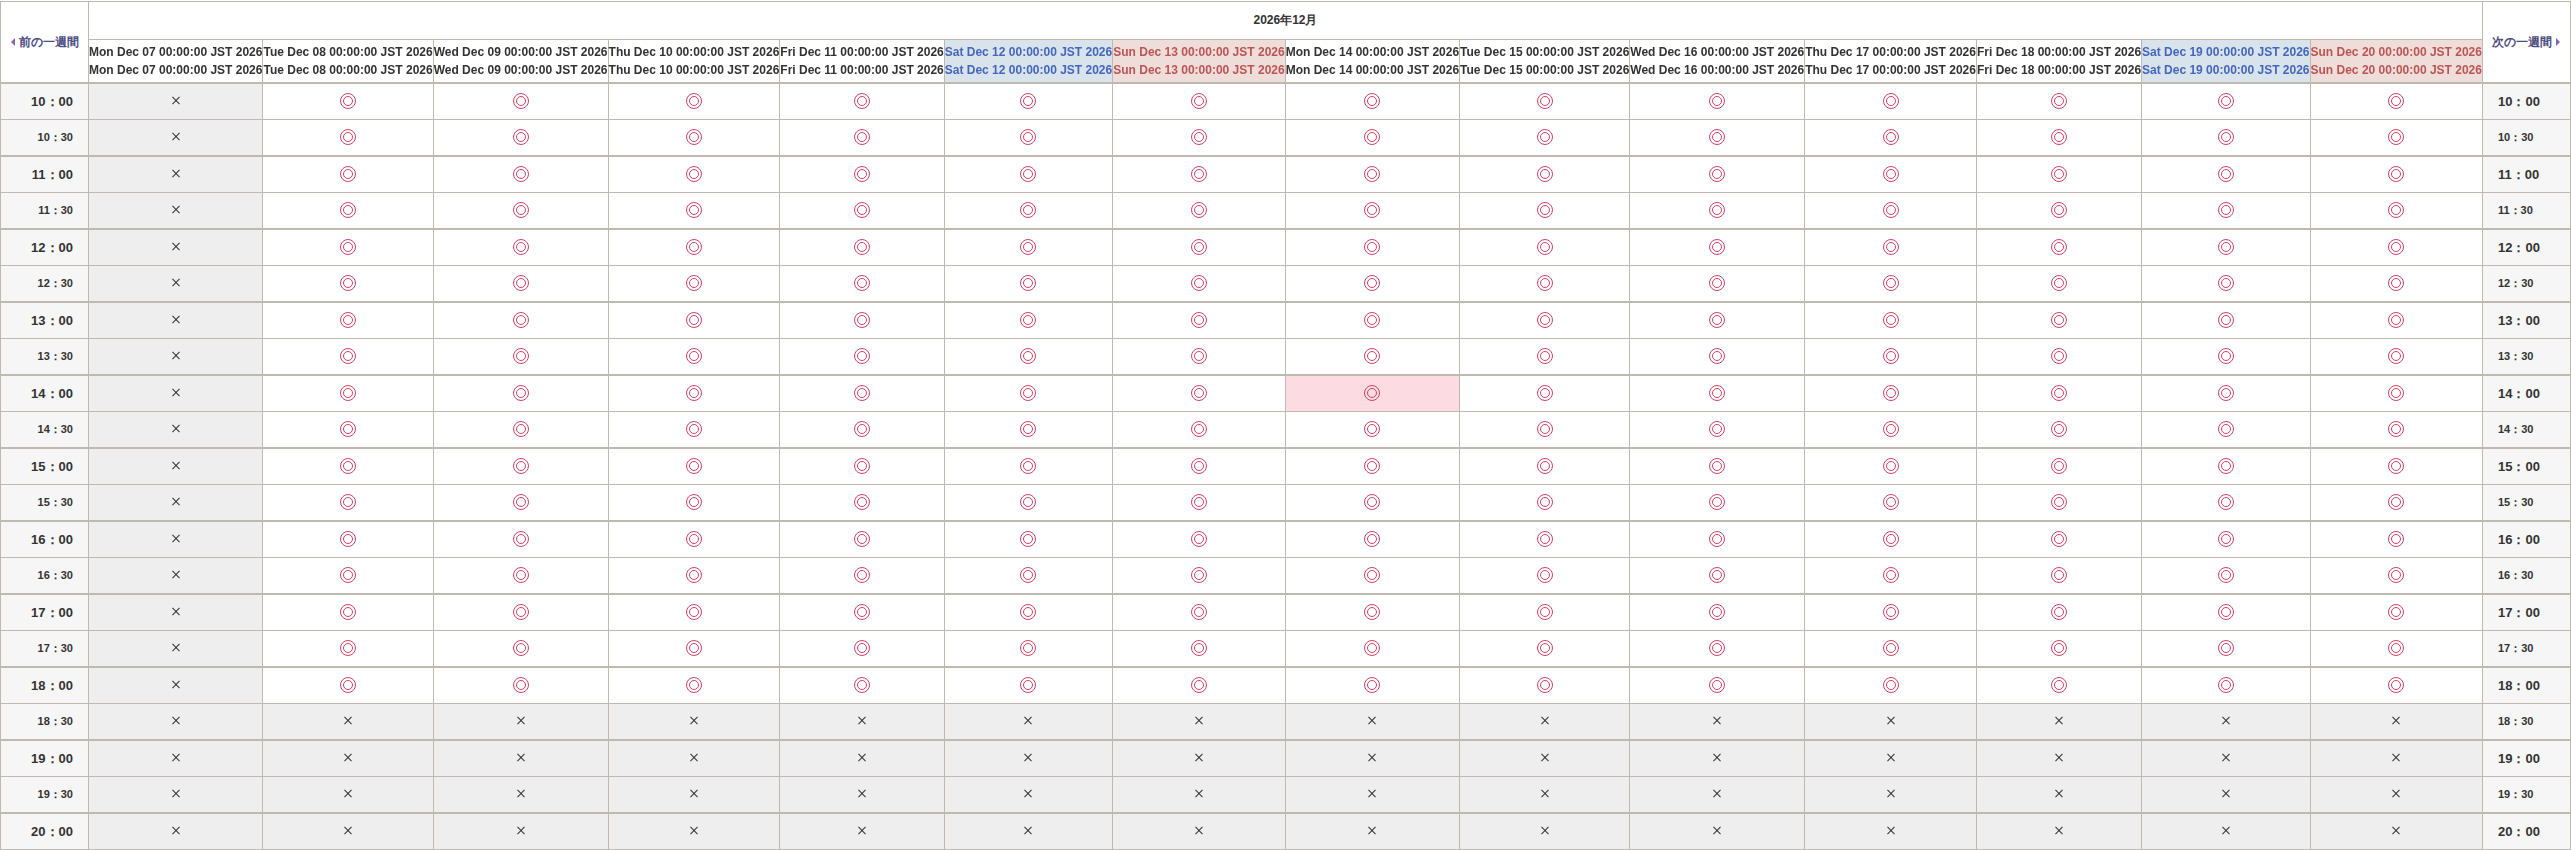 2026年12月
前の一週間
次の一週間
Mon Dec 07 00:00:00 JST 2026 Tue Dec 08 00:00:00 JST 2026 Wed Dec 09 00:00:00 JST 2026 Thu Dec 10 00:00:00 JST 2026 Fri Dec 11 00:00:00 JST 2026 Sat Dec 12 00:00:00 JST 2026 Sun Dec 13 00:00:00 JST 2026 Mon Dec 14 00:00:00 JST 2026 Tue Dec 15 00:00:00 JST 2026 Wed Dec 16 00:00:00 JST 2026 Thu Dec 17 00:00:00 JST 2026 Fri Dec 18 00:00:00 JST 2026 Sat Dec 19 00:00:00 JST 2026 Sun Dec 20 00:00:00 JST 2026
Mon Dec 07 00:00:00 JST 2026 Tue Dec 08 00:00:00 JST 2026 Wed Dec 09 00:00:00 JST 2026 Thu Dec 10 00:00:00 JST 2026 Fri Dec 11 00:00:00 JST 2026 Sat Dec 12 00:00:00 JST 2026 Sun Dec 13 00:00:00 JST 2026 Mon Dec 14 00:00:00 JST 2026 Tue Dec 15 00:00:00 JST 2026 Wed Dec 16 00:00:00 JST 2026 Thu Dec 17 00:00:00 JST 2026 Fri Dec 18 00:00:00 JST 2026 Sat Dec 19 00:00:00 JST 2026 Sun Dec 20 00:00:00 JST 2026
10：00 × ◎ ◎ ◎ ◎ ◎ ◎ ◎ ◎ ◎ ◎ ◎ ◎ ◎ 10：00
10：30 × ◎ ◎ ◎ ◎ ◎ ◎ ◎ ◎ ◎ ◎ ◎ ◎ ◎ 10：30
11：00 × ◎ ◎ ◎ ◎ ◎ ◎ ◎ ◎ ◎ ◎ ◎ ◎ ◎ 11：00
11：30 × ◎ ◎ ◎ ◎ ◎ ◎ ◎ ◎ ◎ ◎ ◎ ◎ ◎ 11：30
12：00 × ◎ ◎ ◎ ◎ ◎ ◎ ◎ ◎ ◎ ◎ ◎ ◎ ◎ 12：00
12：30 × ◎ ◎ ◎ ◎ ◎ ◎ ◎ ◎ ◎ ◎ ◎ ◎ ◎ 12：30
13：00 × ◎ ◎ ◎ ◎ ◎ ◎ ◎ ◎ ◎ ◎ ◎ ◎ ◎ 13：00
13：30 × ◎ ◎ ◎ ◎ ◎ ◎ ◎ ◎ ◎ ◎ ◎ ◎ ◎ 13：30
14：00 × ◎ ◎ ◎ ◎ ◎ ◎ ◎ ◎ ◎ ◎ ◎ ◎ ◎ 14：00
14：30 × ◎ ◎ ◎ ◎ ◎ ◎ ◎ ◎ ◎ ◎ ◎ ◎ ◎ 14：30
15：00 × ◎ ◎ ◎ ◎ ◎ ◎ ◎ ◎ ◎ ◎ ◎ ◎ ◎ 15：00
15：30 × ◎ ◎ ◎ ◎ ◎ ◎ ◎ ◎ ◎ ◎ ◎ ◎ ◎ 15：30
16：00 × ◎ ◎ ◎ ◎ ◎ ◎ ◎ ◎ ◎ ◎ ◎ ◎ ◎ 16：00
16：30 × ◎ ◎ ◎ ◎ ◎ ◎ ◎ ◎ ◎ ◎ ◎ ◎ ◎ 16：30
17：00 × ◎ ◎ ◎ ◎ ◎ ◎ ◎ ◎ ◎ ◎ ◎ ◎ ◎ 17：00
17：30 × ◎ ◎ ◎ ◎ ◎ ◎ ◎ ◎ ◎ ◎ ◎ ◎ ◎ 17：30
18：00 × ◎ ◎ ◎ ◎ ◎ ◎ ◎ ◎ ◎ ◎ ◎ ◎ ◎ 18：00
18：30 × × × × × × × × × × × × × × 18：30
19：00 × × × × × × × × × × × × × × 19：00
19：30 × × × × × × × × × × × × × × 19：30
20：00 × × × × × × × × × × × × × × 20：00